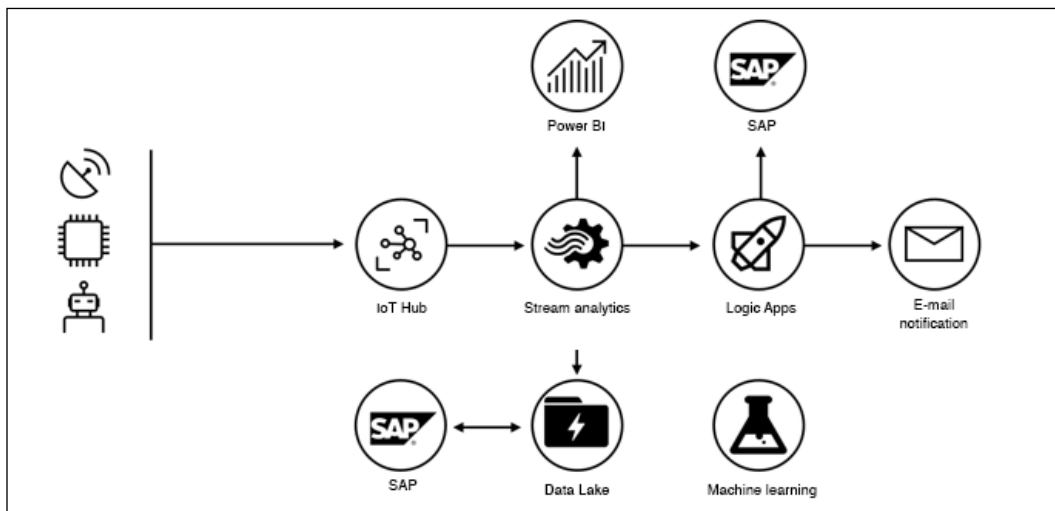 SAP
Power BI
SAP
IoT Hub
Stream analytics
Logic Apps
E-mail
notification
SAP
SAP
Data Lake
Machine learning